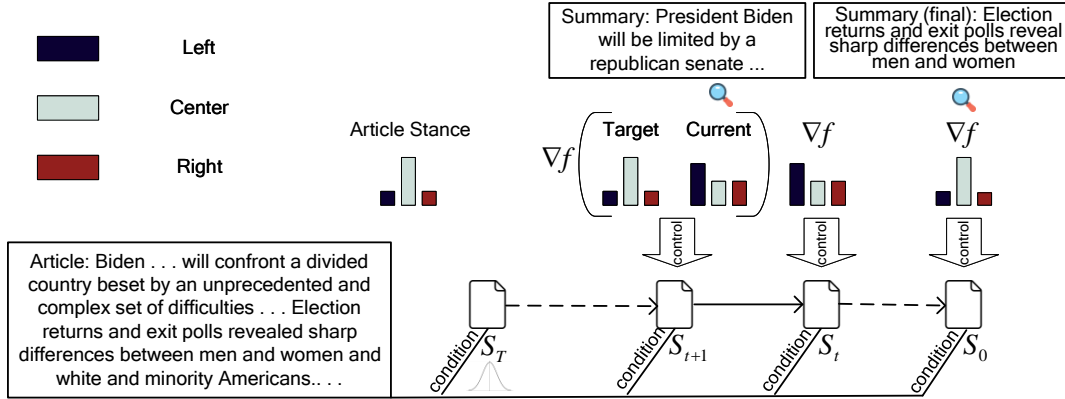 Left
Center
Right
Article Stance
Summary: President Biden
will be limited by a
republican senate ...
Summary (final): Election
returns and exit polls reveal
sharp differences between
men and women
∇f
Target
Current
∇f
∇f
control
control
control
Article: Biden . . . will confront a divided
country beset by an unprecedented and
complex set of difficulties . . . Election
returns and exit polls revealed sharp
differences between men and women and
white and minority Americans.. . .
condition
S_T
condition
S_{t+1}
condition
S_t
condition
S_0